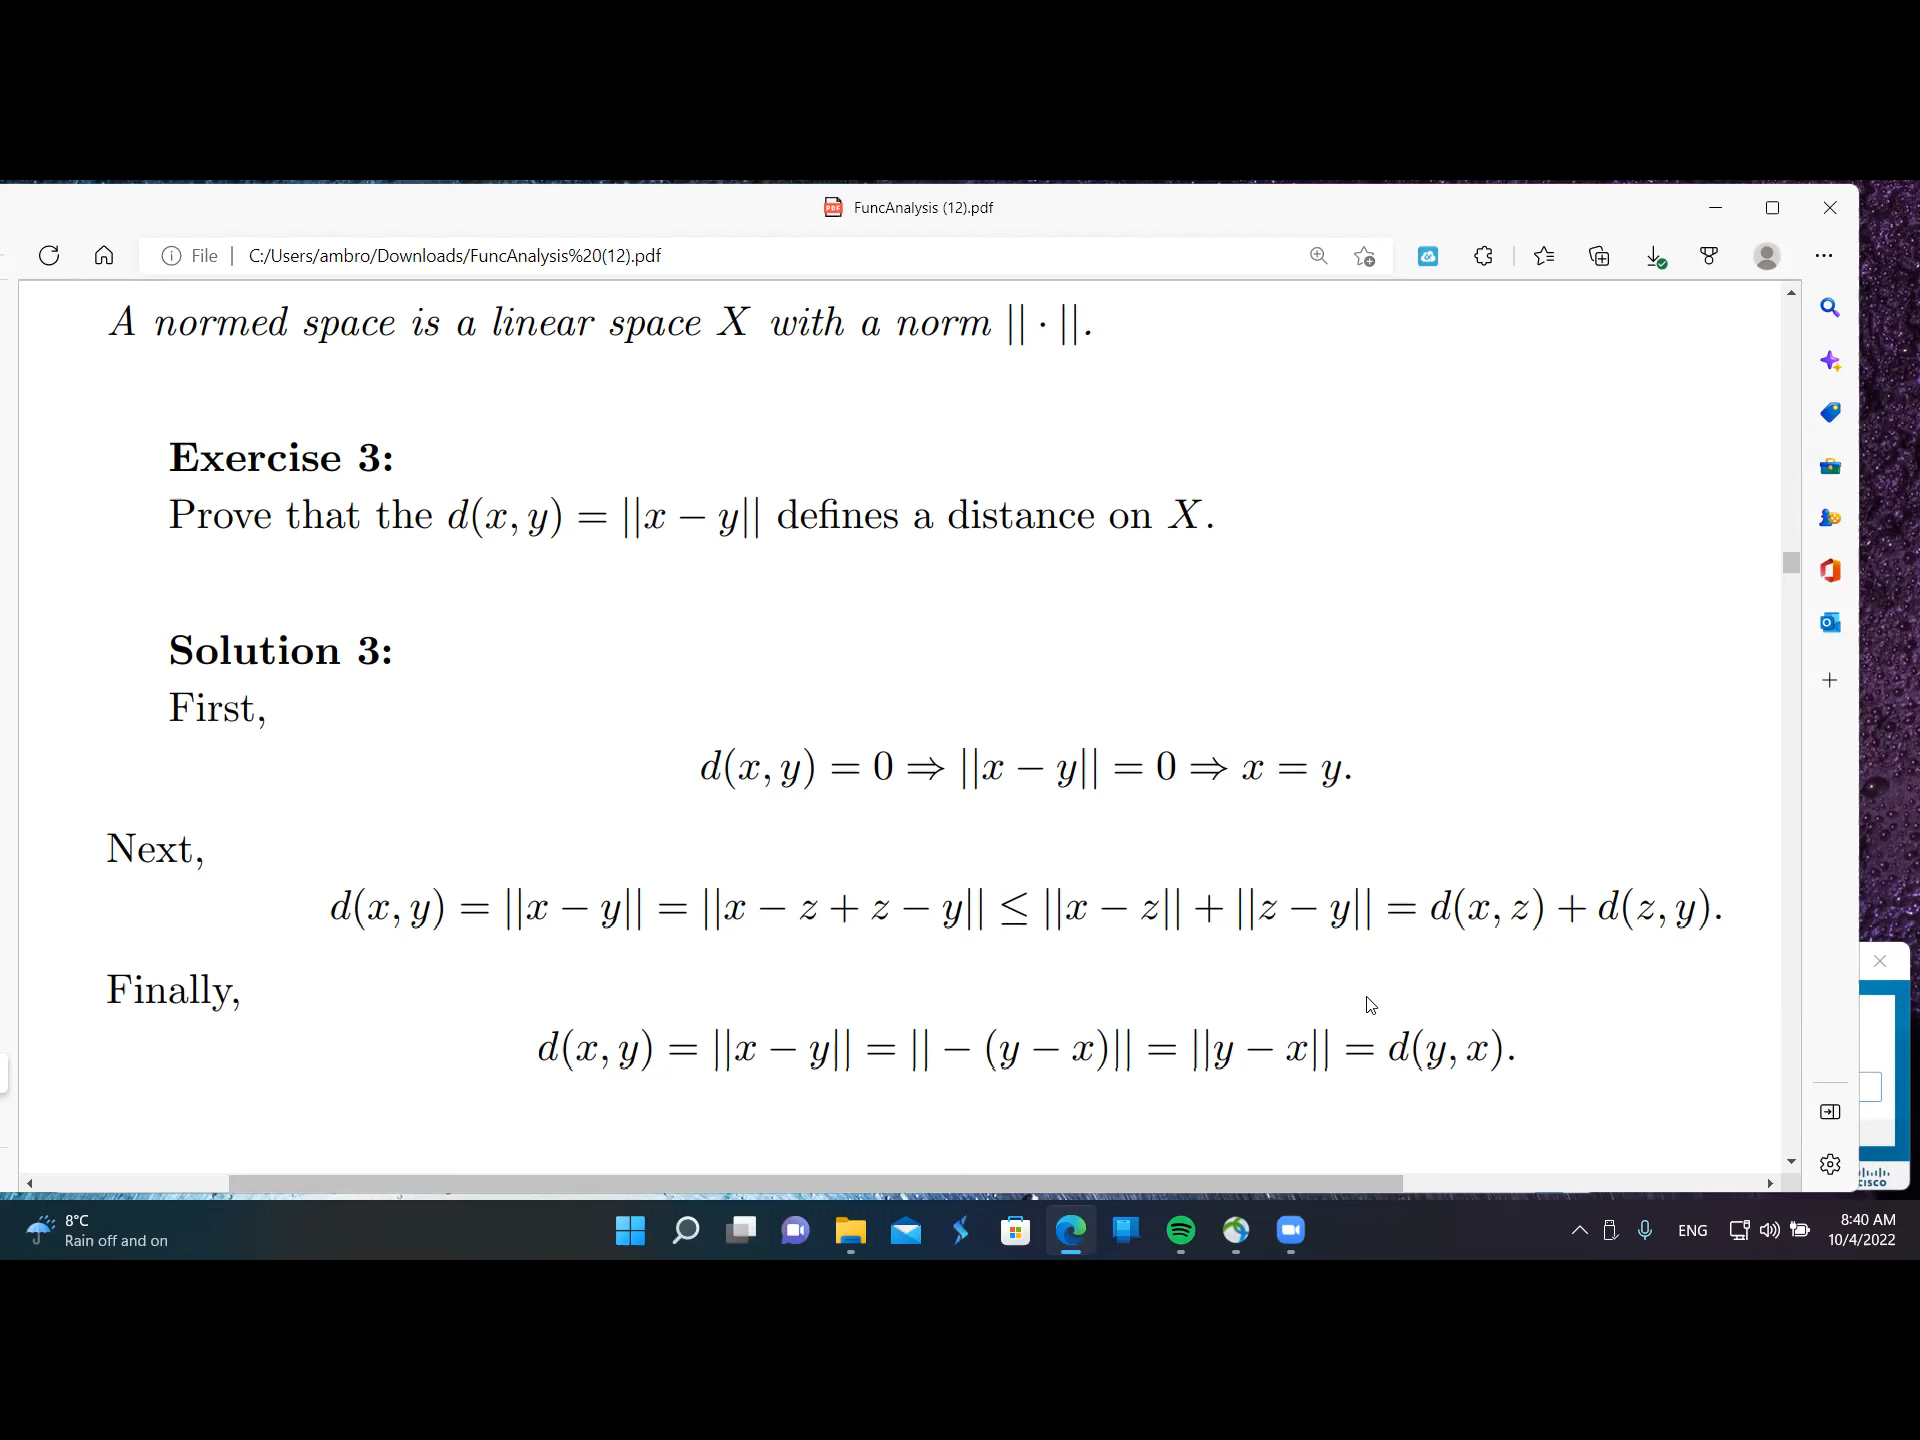 FuncAnalysis (12).pdf
File | C:/Users/ambro/Downloads/FuncAnalysis%20(12).pdf
A normed space is a linear space X with a norm || · ||.
Exercise 3:
Prove that the d(x, y) = ||x − y|| defines a distance on X.
Solution 3:
First,
d(x, y) = 0 ⇒ ||x − y|| = 0 ⇒ x = y.
Next,
d(x, y) = ||x − y|| = ||x − z + z − y|| ≤ ||x − z|| + ||z − y|| = d(x, z) + d(z, y).
Finally,
d(x, y) = ||x − y|| = || − (y − x)|| = ||y − x|| = d(y, x).
CISCO
8°C
Rain off and on
ENG
8:40 AM
10/4/2022